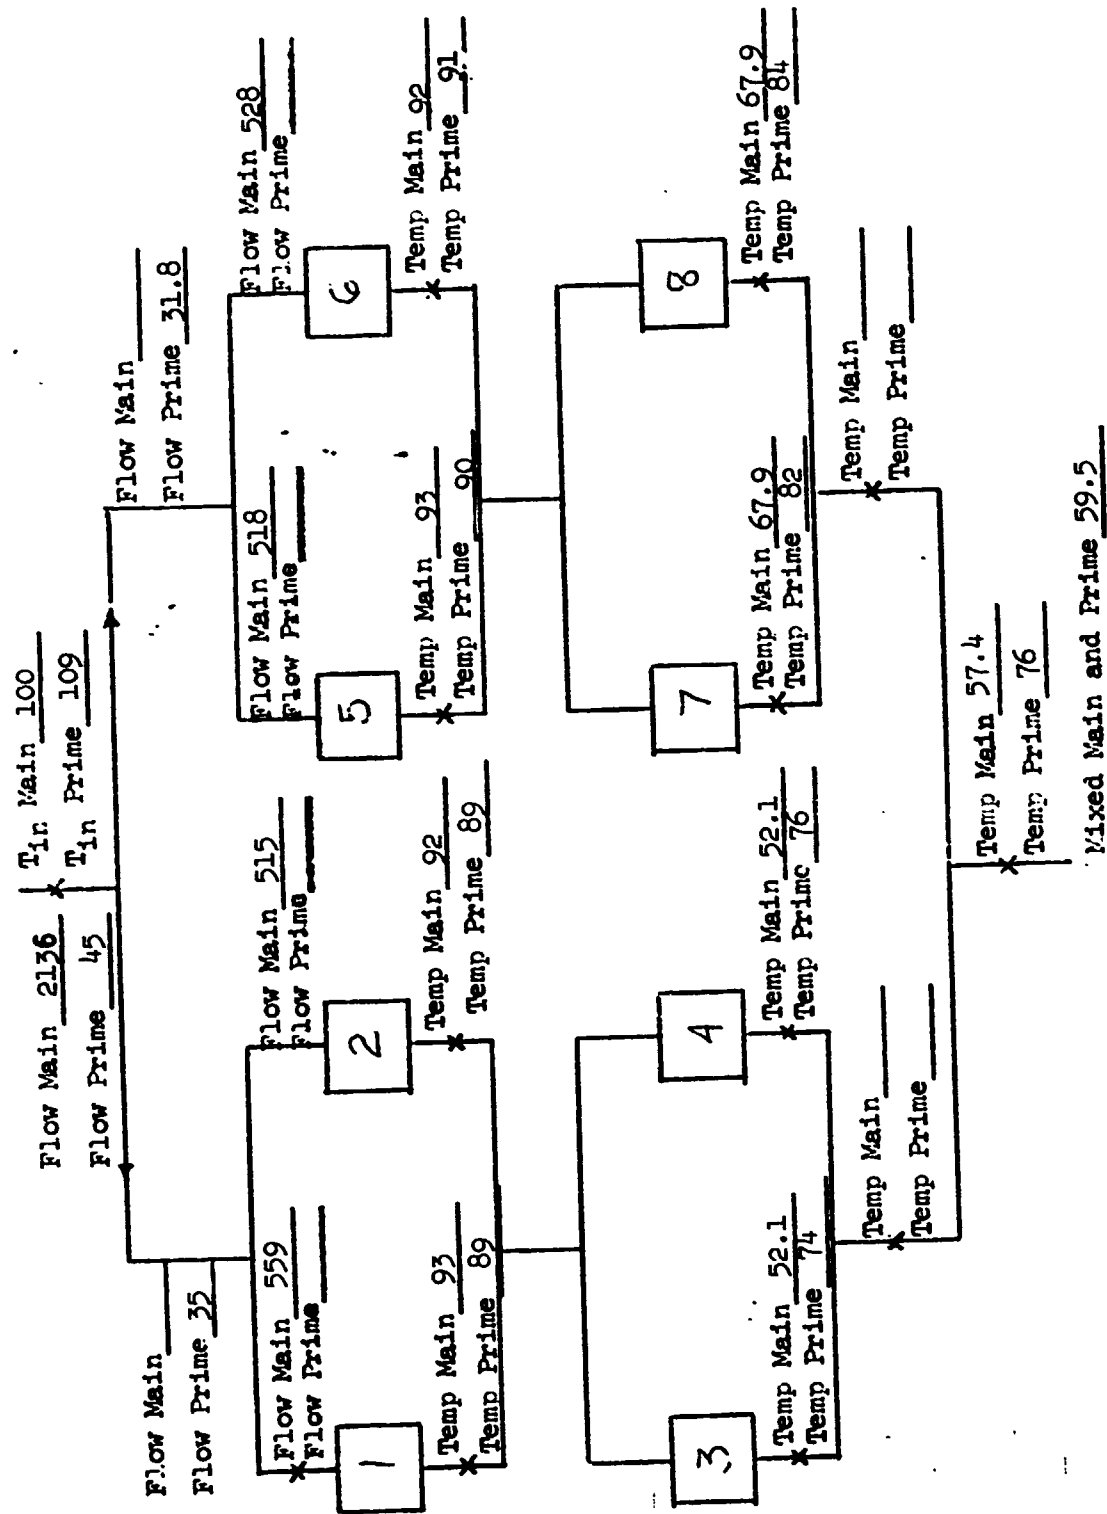 Flow Main 2136
Flow Prime 45
Tin Main 100
Tin Prime 109
Flow Main
Flow Prime 35
Flow Main
Flow Prime 31.8
Flow Main 559
Flow Prime
Flow Main 515
Flow Prime
Flow Main 518
Flow Prime
Flow Main 528
Flow Prime
1
2
5
6
Temp Main 93
Temp Prime 89
Temp Main 92
Temp Prime 89
Temp Main 93
Temp Prime 90
Temp Main 92
Temp Prime 91
3
4
7
8
Temp Main 52.1
Temp Prime 74
Temp Main 52.1
Temp Prime 76
Temp Main 67.9
Temp Prime 82
Temp Main 67.9
Temp Prime 84
Temp Main
Temp Prime
Temp Main
Temp Prime
Temp Main 57.4
Temp Prime 76
Mixed Main and Prime 59.5